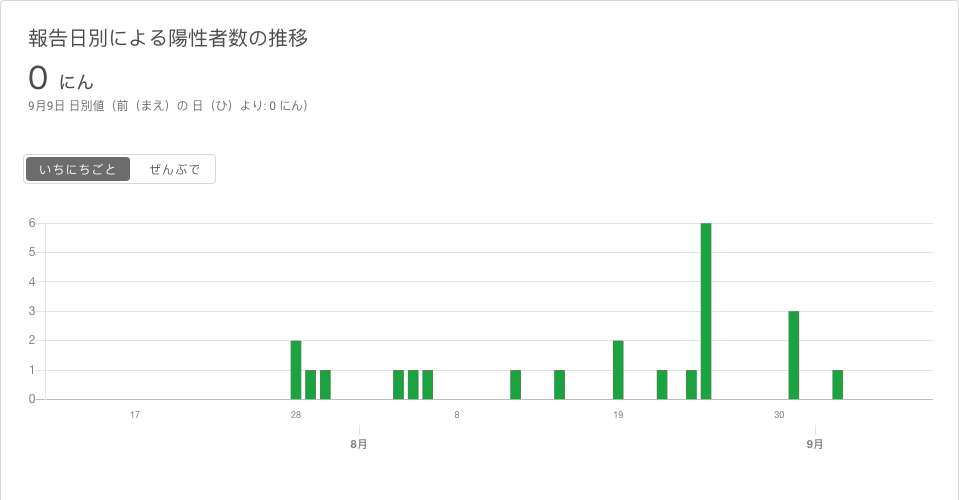 報告日別による陽性者数の推移
0 にん
9月9日 日別値（前（まえ）の 日（ひ）より: 0 にん）
いちにちごと ぜんぶで
6
5
4
3
2
1
0
17 28 8 19 30
8月 9月